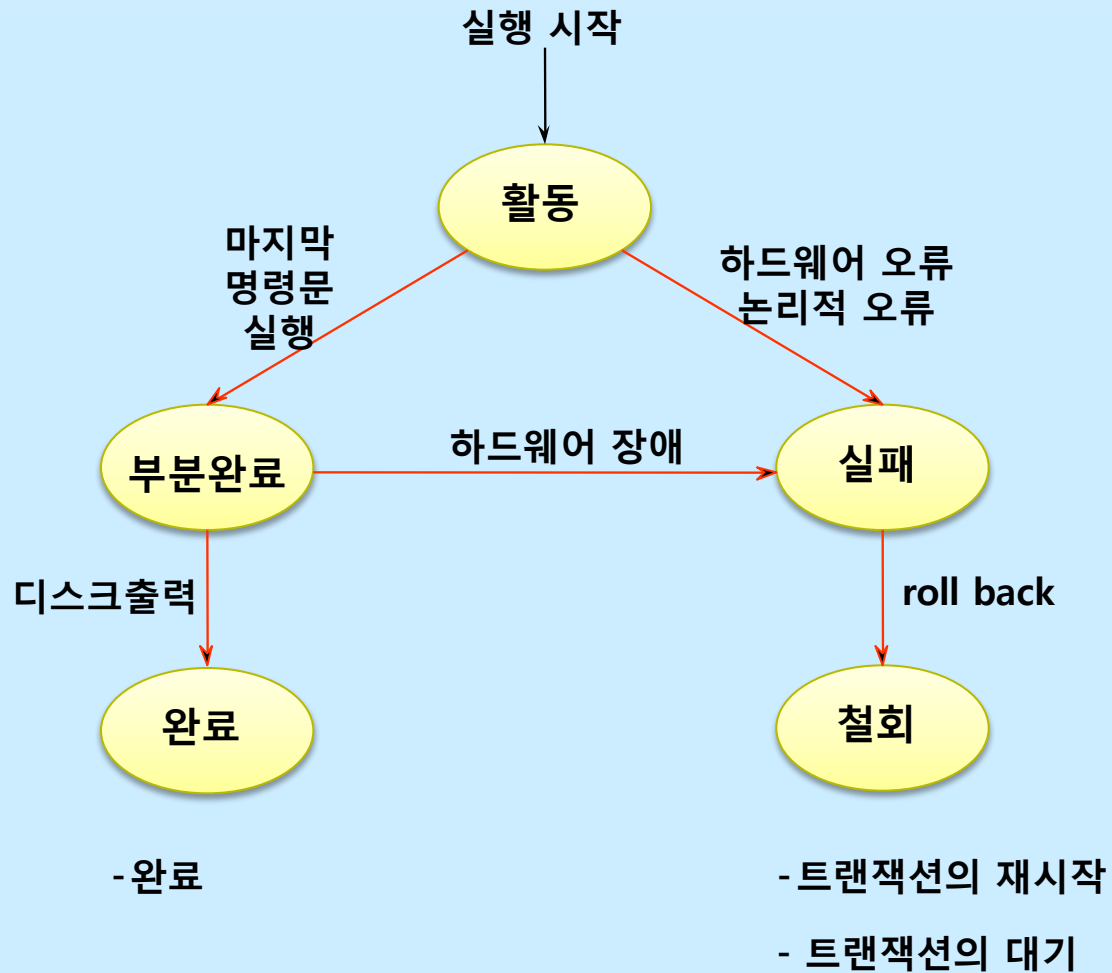 실행 시작
활동
마지막
명령문
실행
하드웨어 오류
논리적 오류
부분완료
하드웨어 장애
실패
디스크출력
roll back
완료
철회
-완료
-트랜잭션의 재시작
- 트랜잭션의 대기